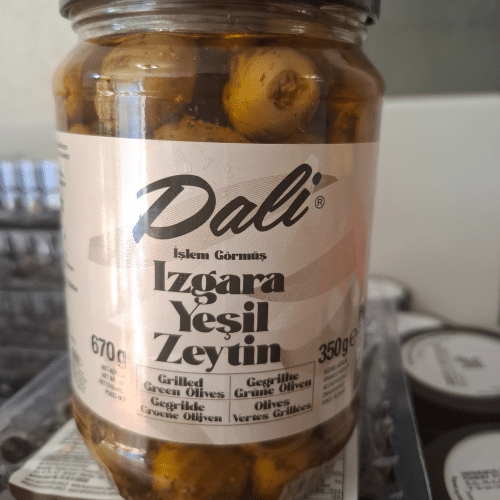 Dali®
İşlem Görmüş
Izgara
Yeşil
Zeytin
670g
350g e
Grilled
Green Olives
Gegrillte
Grüne Oliven
Gegrilde
Groene Olijven
Olives
Vertes Grillées